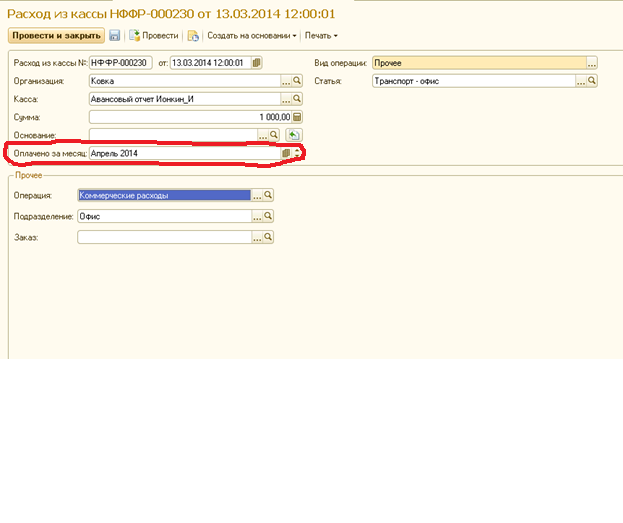 Расход из кассы НФФР-000230 от 13.03.2014 12:00:01
Провести и закрыть Провести Создать на основании Печать
Расход из кассы №: НФФР-000230 от: 13.03.2014 12:00:01 Вид операции: Прочее ...
Организация: Ковка ... Статья: Транспорт - офис ...
Касса: Авансовый отчет Ионкин_И ...
Сумма: 1 000,00
Основание: ...
Оплачено за месяц: Апрель 2014
Прочее
Операция: Коммерческие расходы ...
Подразделение: Офис ...
Заказ: ...